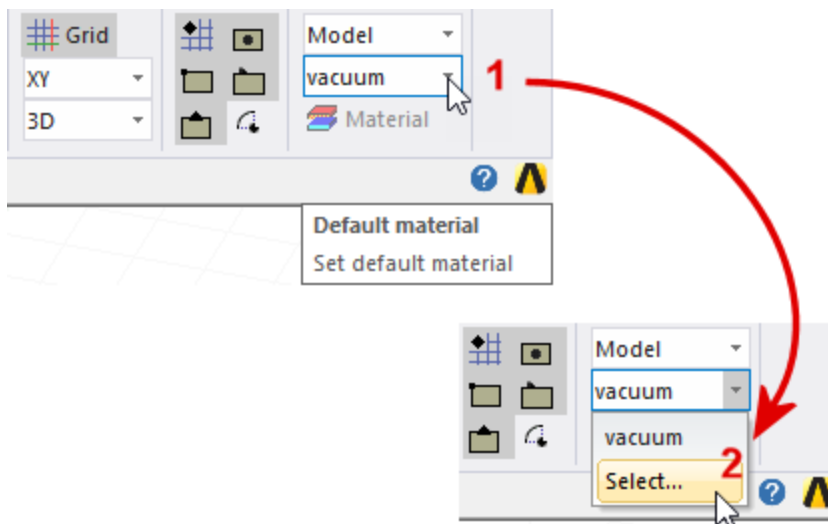 Grid
Model
XY
vacuum
1
3D
Material
Default material
Set default material
Model
vacuum
vacuum
Select...
2